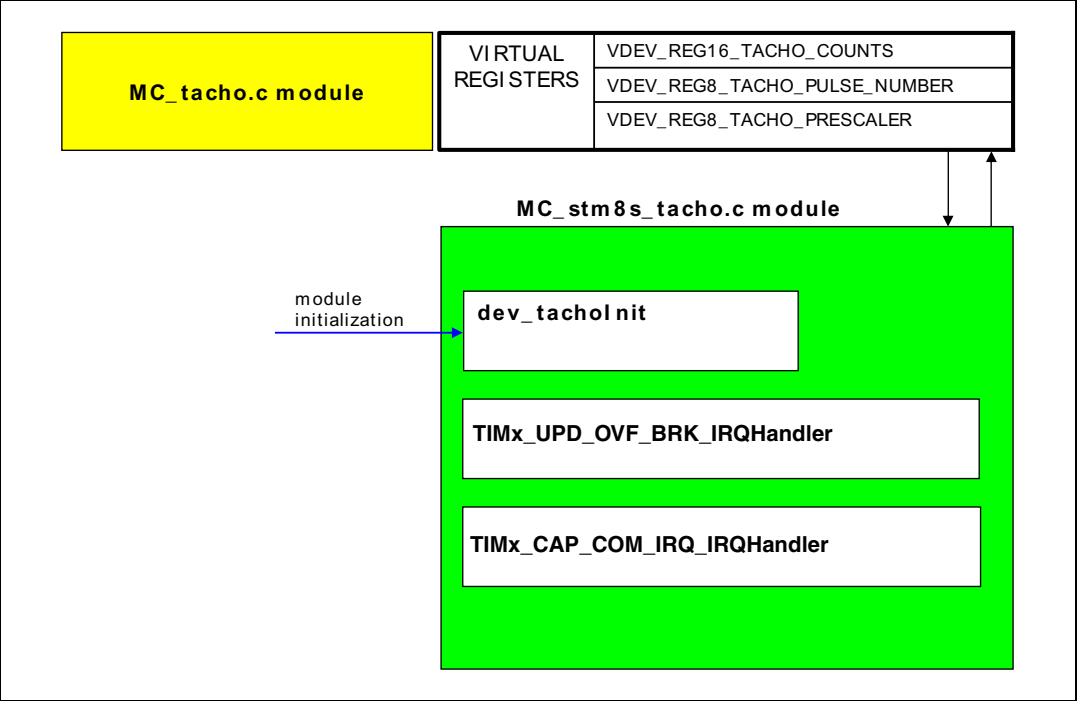 MC_tacho.c module
VIRTUAL
REGISTERS
VDEV_REG16_TACHO_COUNTS
VDEV_REG8_TACHO_PULSE_NUMBER
VDEV_REG8_TACHO_PRESCALER
MC_stm8s_tacho.c module
module
initialization
dev_tachoInit
TIMx_UPD_OVF_BRK_IRQHandler
TIMx_CAP_COM_IRQ_IRQHandler